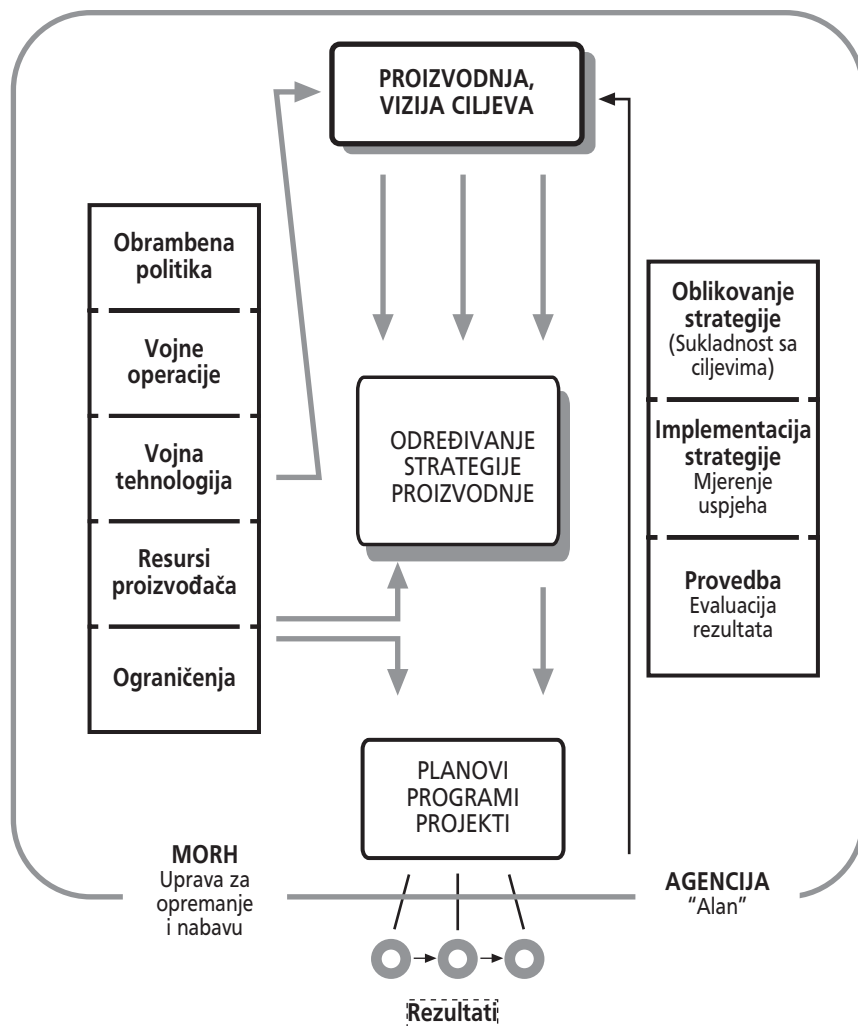 PROIZVODNJA,
VIZIJA CILJEVA
Obrambena
politika
Vojne
operacije
Vojna
tehnologija
Resursi
proizvođača
Ograničenja
ODREĐIVANJE
STRATEGIJE
PROIZVODNJE
Oblikovanje
strategije
(Sukladnost sa
ciljevima)
Implementacija
strategije
Mjerenje
uspjeha
Provedba
Evaluacija
rezultata
PLANOVI
PROGRAMI
PROJEKTI
MORH
Uprava za
opremanje
i nabavu
AGENCIJA
"Alan"
Rezultati